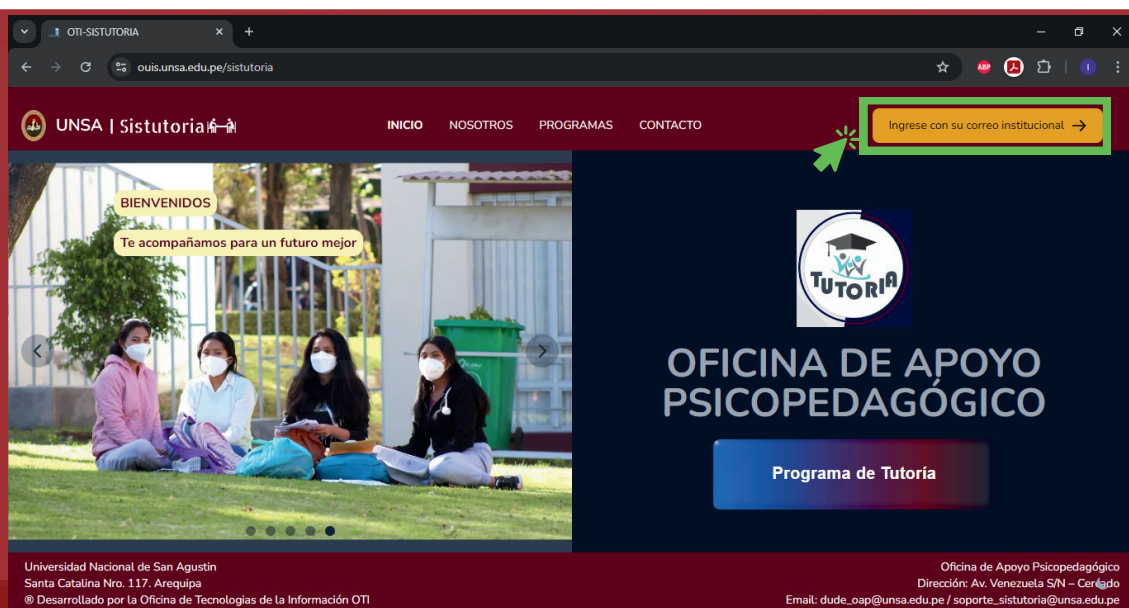 OTI-SISTUTORIA
ouis.unsa.edu.pe/sistutoria
ABP
I
UNSA | Sistutoria
INICIO NOSOTROS PROGRAMAS CONTACTO
Ingrese con su correo institucional →
BIENVENIDOS
Te acompañamos para un futuro mejor
TUTORIA
OFICINA DE APOYO
PSICOPEDAGÓGICO
Programa de Tutoría
Universidad Nacional de San Agustin
Santa Catalina Nro. 117. Arequipa
® Desarrollado por la Oficina de Tecnologias de la Información OTI
Oficina de Apoyo Psicopedagógico
Dirección: Av. Venezuela S/N – Cercado
Email: dude_oap@unsa.edu.pe / soporte_sistutoria@unsa.edu.pe